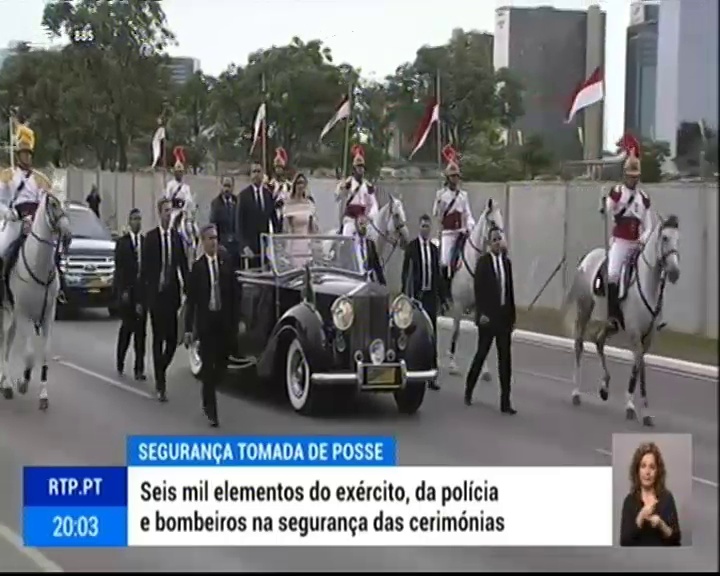 885
SEGURANÇA TOMADA DE POSSE
RTP.PT
Seis mil elementos do exército, da polícia
20:03
e bombeiros na segurança das cerimónias